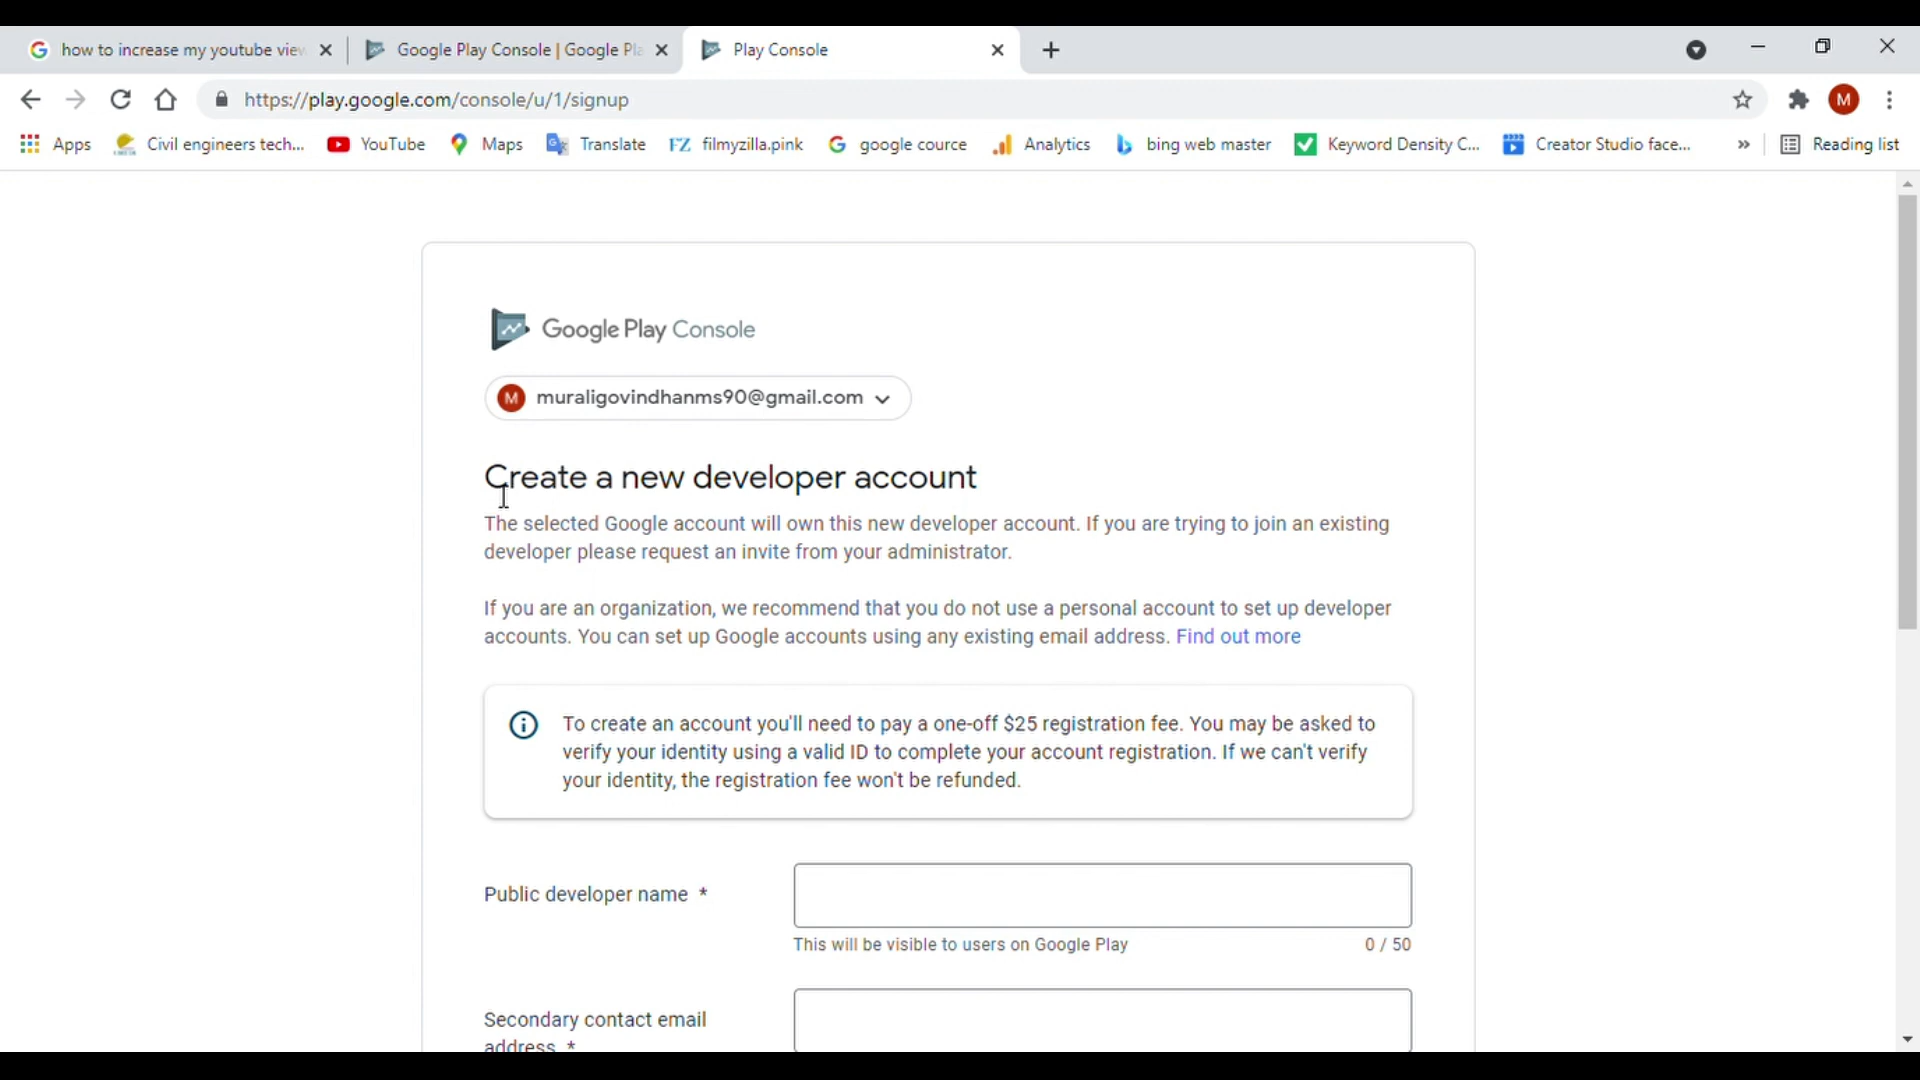 how to increase my youtube vie
Google Play Console | Google Pla
Play Console
https://play.google.com/console/u/1/signup
M
Apps
Civil engineers tech...
YouTube
Maps
Translate
FZ filmyzilla.pink
google cource
Analytics
bing web master
Keyword Density C...
Creator Studio face...
»
Reading list
Google Play Console
M muraligovindhanms90@gmail.com
Create a new developer account
The selected Google account will own this new developer account. If you are trying to join an existing
developer please request an invite from your administrator.
If you are an organization, we recommend that you do not use a personal account to set up developer
accounts. You can set up Google accounts using any existing email address. Find out more
To create an account you'll need to pay a one-off $25 registration fee. You may be asked to
verify your identity using a valid ID to complete your account registration. If we can't verify
your identity, the registration fee won't be refunded.
Public developer name *
This will be visible to users on Google Play 0 / 50
Secondary contact email
address *